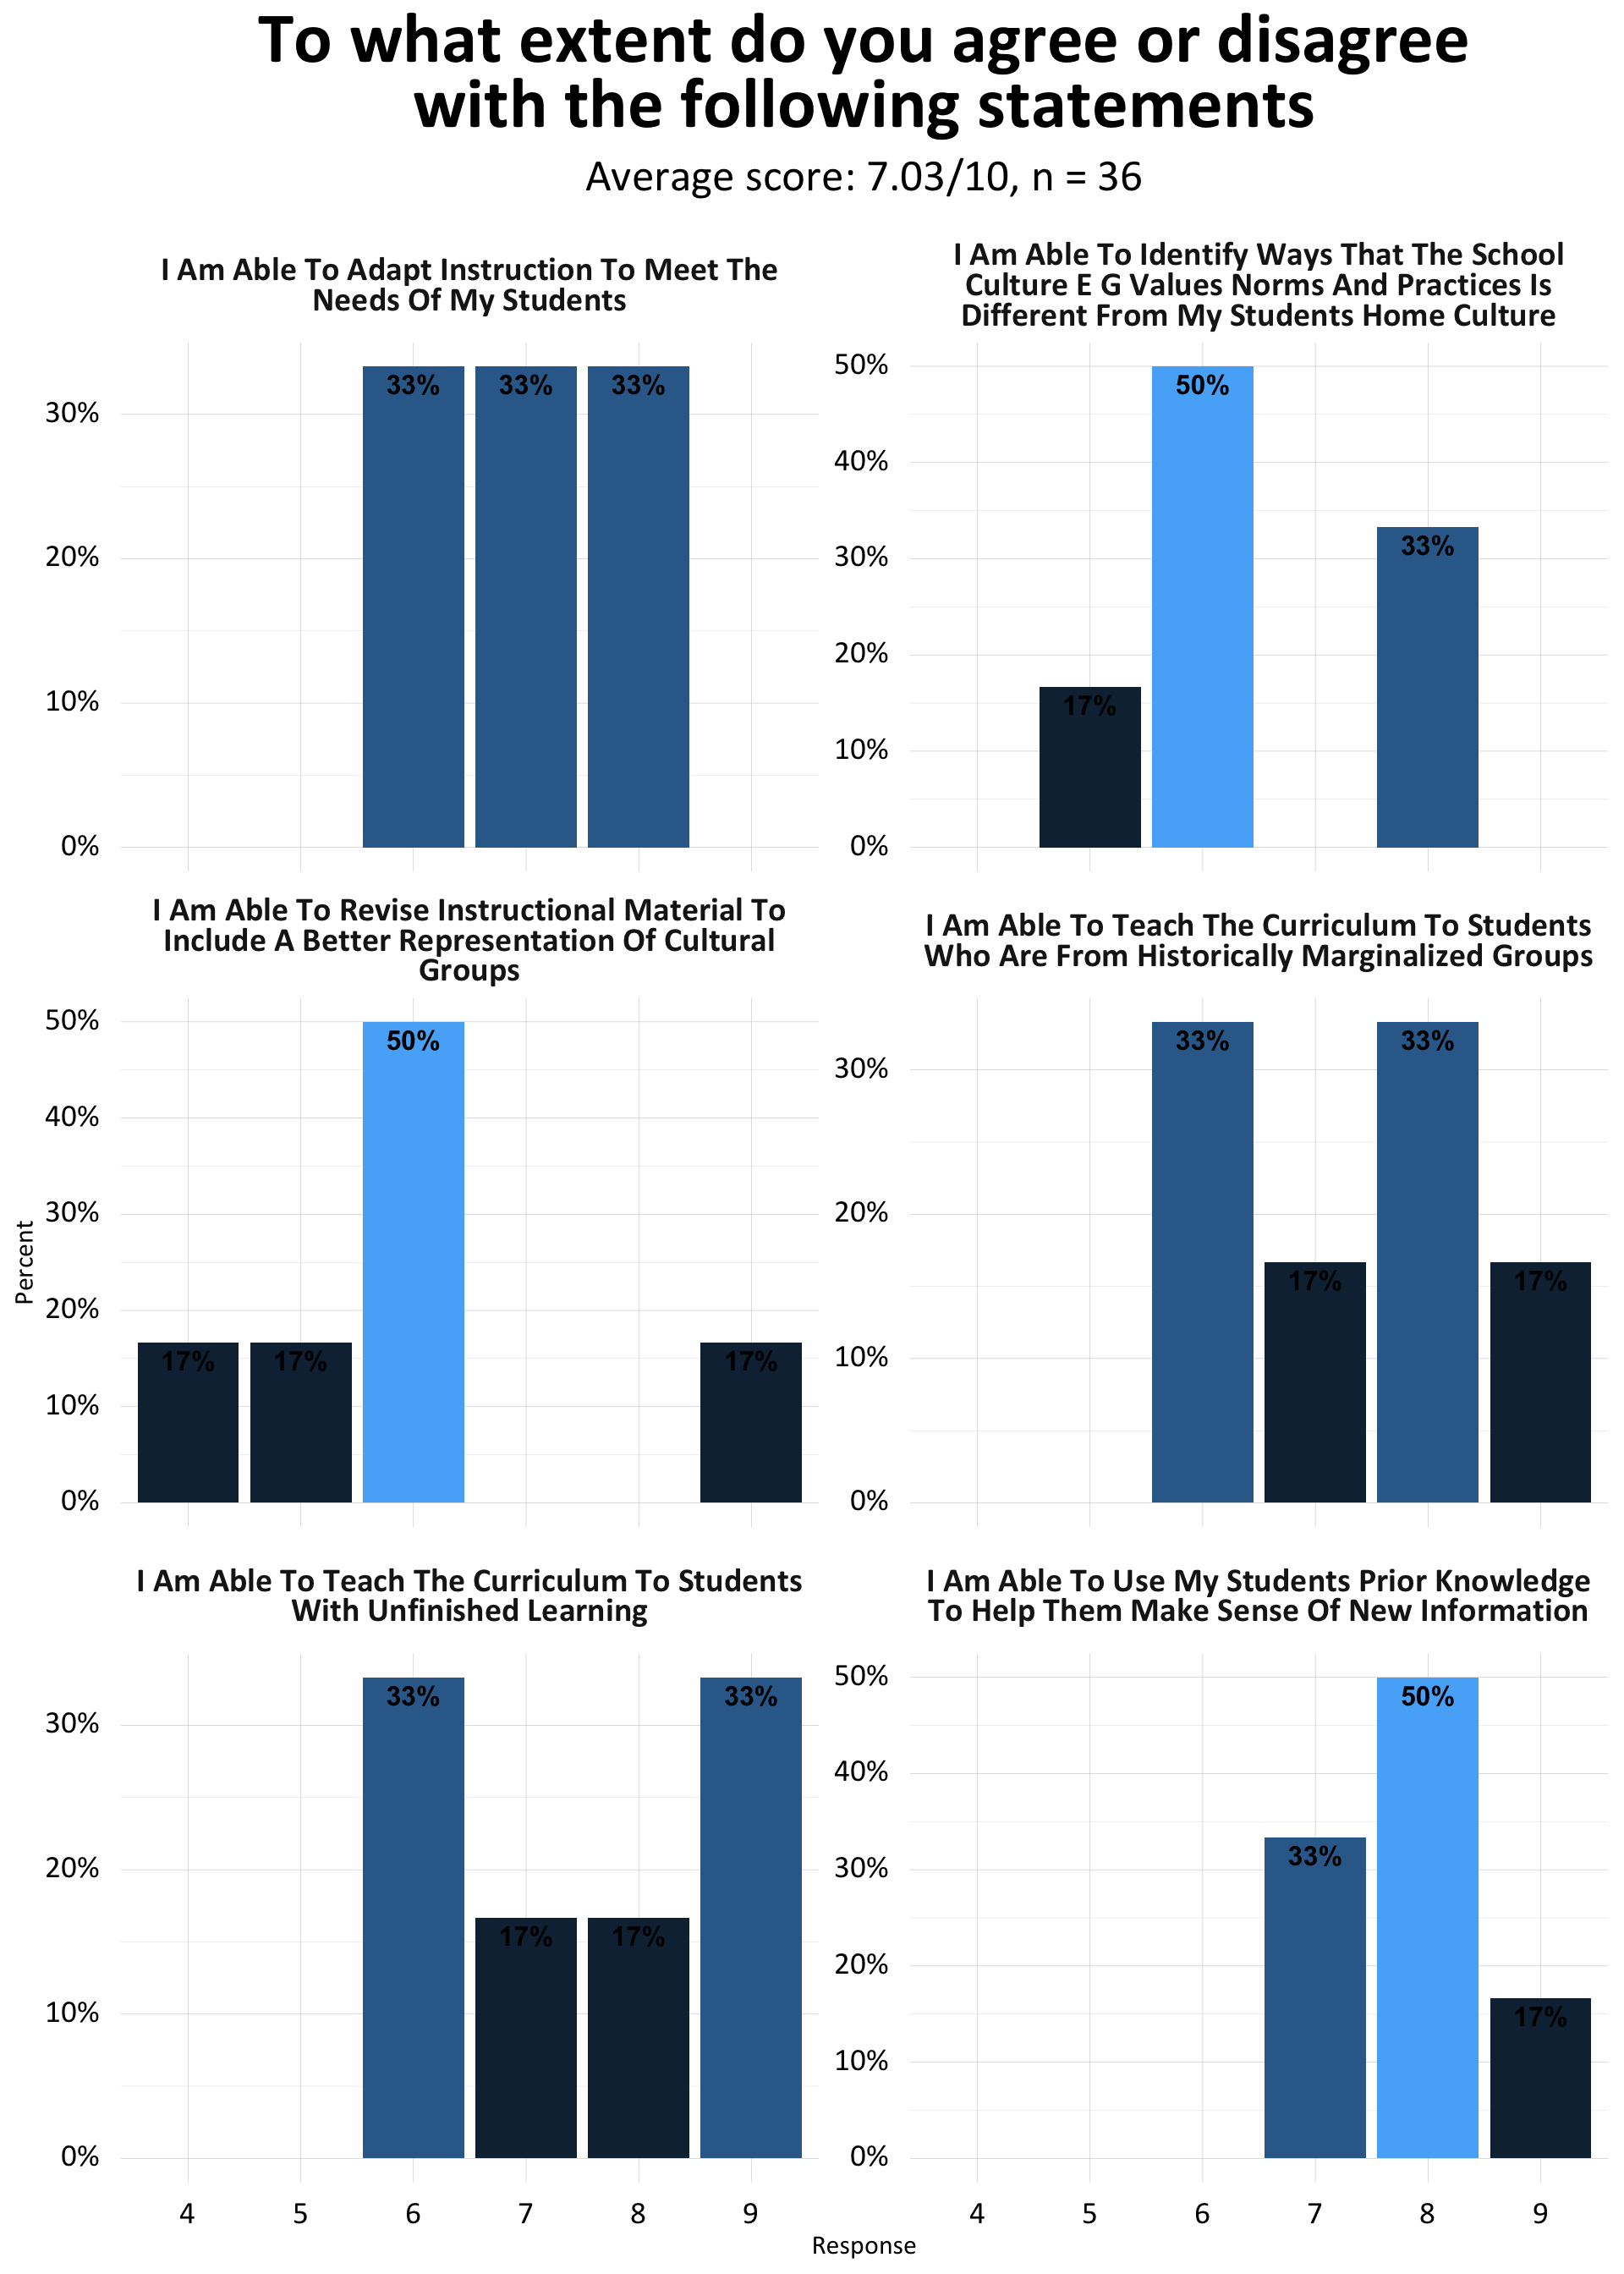 To what extent do you agree or disagree
with the following statements
Average score: 7.03/10, n = 36
I Am Able To Adapt Instruction To Meet The
Needs Of My Students
30%
20%
10%
0%
33%
33%
33%
I Am Able To Identify Ways That The School
Culture E G Values Norms And Practices Is
Different From My Students Home Culture
50%
40%
30%
20%
10%
0%
17%
50%
33%
I Am Able To Revise Instructional Material To
Include A Better Representation Of Cultural
Groups
50%
40%
30%
20%
10%
0%
17%
17%
50%
17%
I Am Able To Teach The Curriculum To Students
Who Are From Historically Marginalized Groups
30%
20%
10%
0%
33%
17%
33%
17%
Percent
I Am Able To Teach The Curriculum To Students
With Unfinished Learning
30%
20%
10%
0%
33%
17%
17%
33%
4 5 6 7 8 9
I Am Able To Use My Students Prior Knowledge
To Help Them Make Sense Of New Information
50%
40%
30%
20%
10%
0%
33%
50%
17%
4 5 6 7 8 9
Response